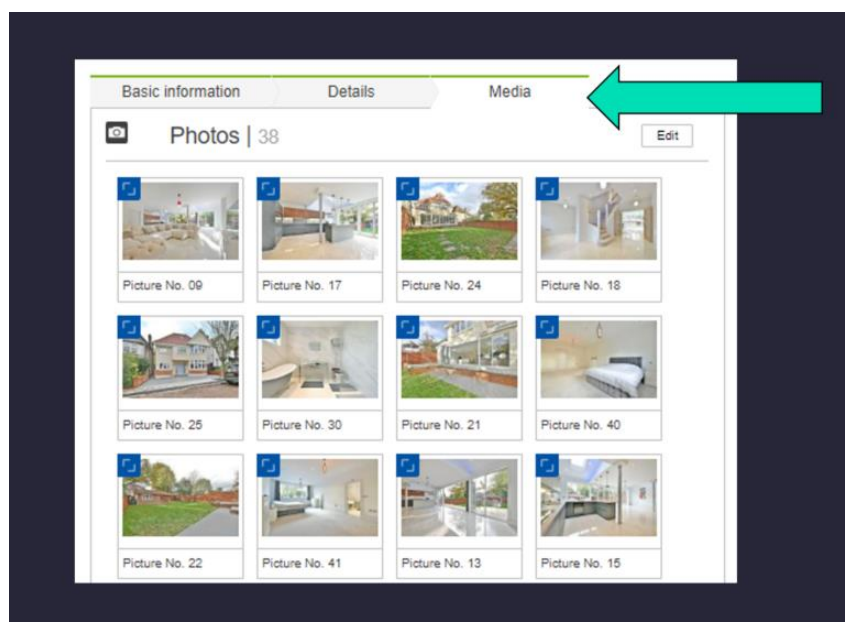 Basic information Details Media
Photos | 38 Edit
Picture No. 09 Picture No. 17 Picture No. 24 Picture No. 18
Picture No. 25 Picture No. 30 Picture No. 21 Picture No. 40
Picture No. 22 Picture No. 41 Picture No. 13 Picture No. 15